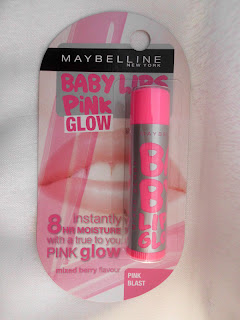 MAYBELLINE
NEW YORK
BABY LIPS
PINK
GLOW
8 instantly
HR MOISTURE
with a true to you
PINK glow
mixed berry flavour
PINK
BLAST